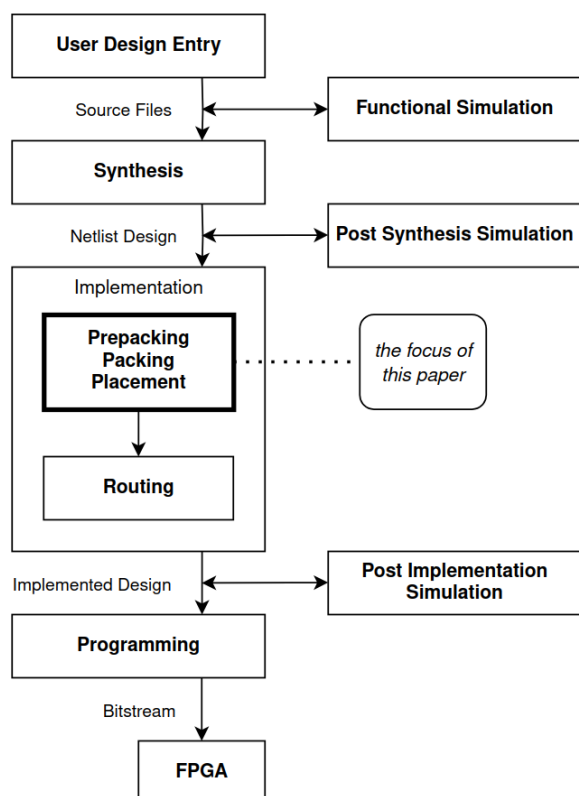 User Design Entry
Source Files
Functional Simulation
Synthesis
Netlist Design
Post Synthesis Simulation
Implementation
Prepacking
Packing
Placement
the focus of
this paper
Routing
Implemented Design
Post Implementation
Simulation
Programming
Bitstream
FPGA